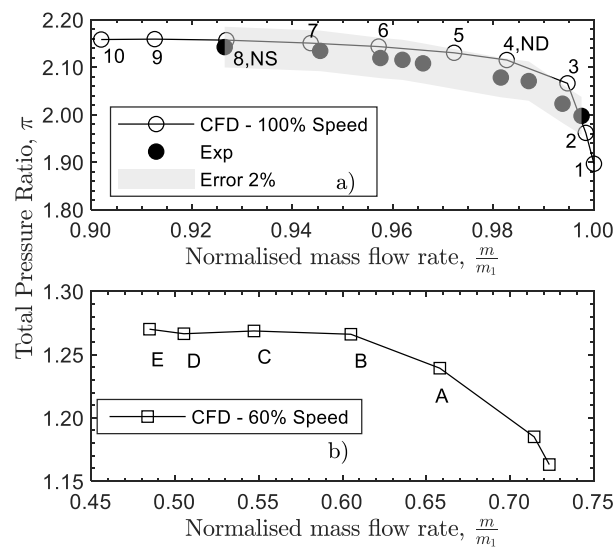 Total Pressure Ratio, π
2.20
2.10
2.00
1.90
1.80
10
9
8,NS
7
6
5
4,ND
3
2
1
CFD - 100% Speed
Exp
Error 2%
a)
0.90
0.92
0.94
0.96
0.98
1.00
Normalised mass flow rate, m/m₁
1.30
1.25
1.20
1.15
E
D
C
B
A
CFD - 60% Speed
b)
0.45
0.50
0.55
0.60
0.65
0.70
0.75
Normalised mass flow rate, m/m₁